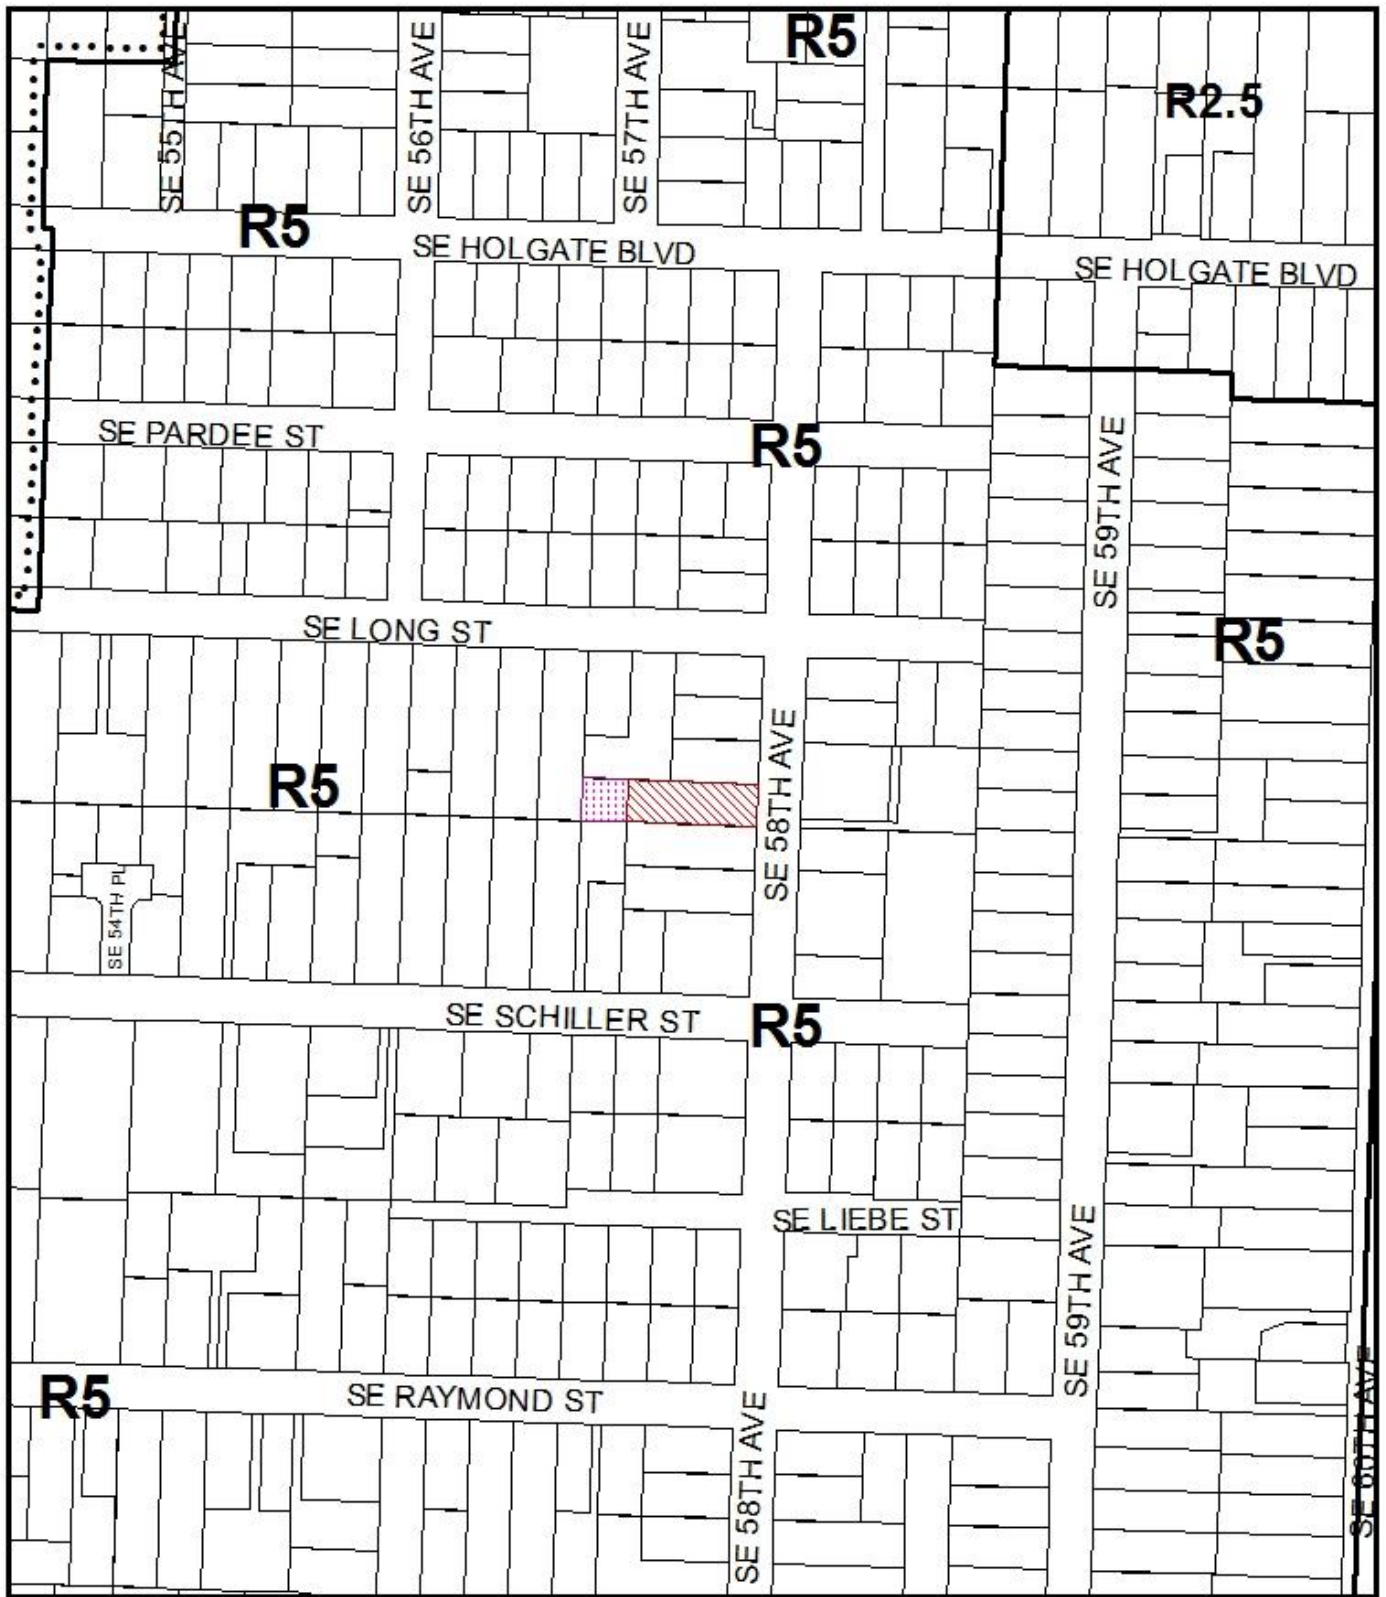 R5
SE 55TH AVE
SE 56TH AVE
SE 57TH AVE
R2.5
R5
SE HOLGATE BLVD
SE HOLGATE BLVD
SE PARDEE ST
R5
SE 59TH AVE
SE LONG ST
R5
SE 58TH AVE
R5
SE 54TH PL
SE SCHILLER ST
R5
SE LIEBE ST
SE 59TH AVE
R5
SE RAYMOND ST
SE 58TH AVE
SE 60TH AVE